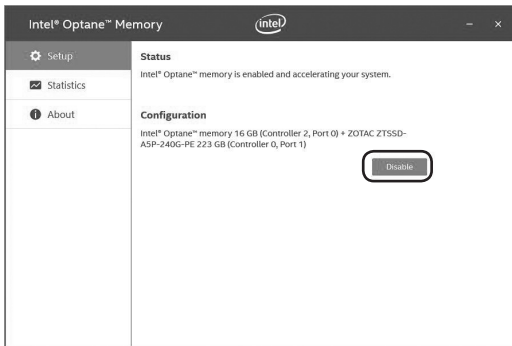 Intel® Optane™ Memory
intel
Setup
Statistics
About
Status
Intel® Optane™ memory is enabled and accelerating your system.
Configuration
Intel® Optane™ memory 16 GB (Controller 2, Port 0) + ZOTAC ZTSSD-
A5P-240G-PE 223 GB (Controller 0, Port 1)
Disable